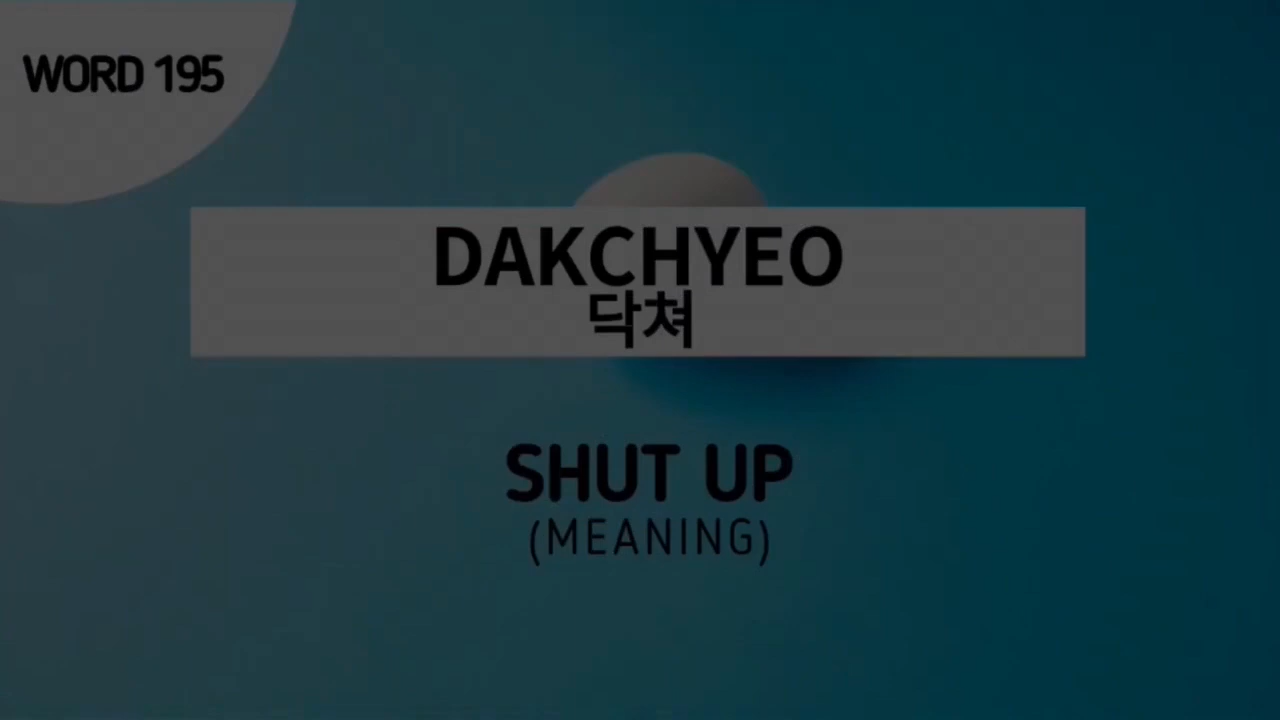 WORD 195
DAKCHYEO
닥쳐
SHUT UP
(MEANING)